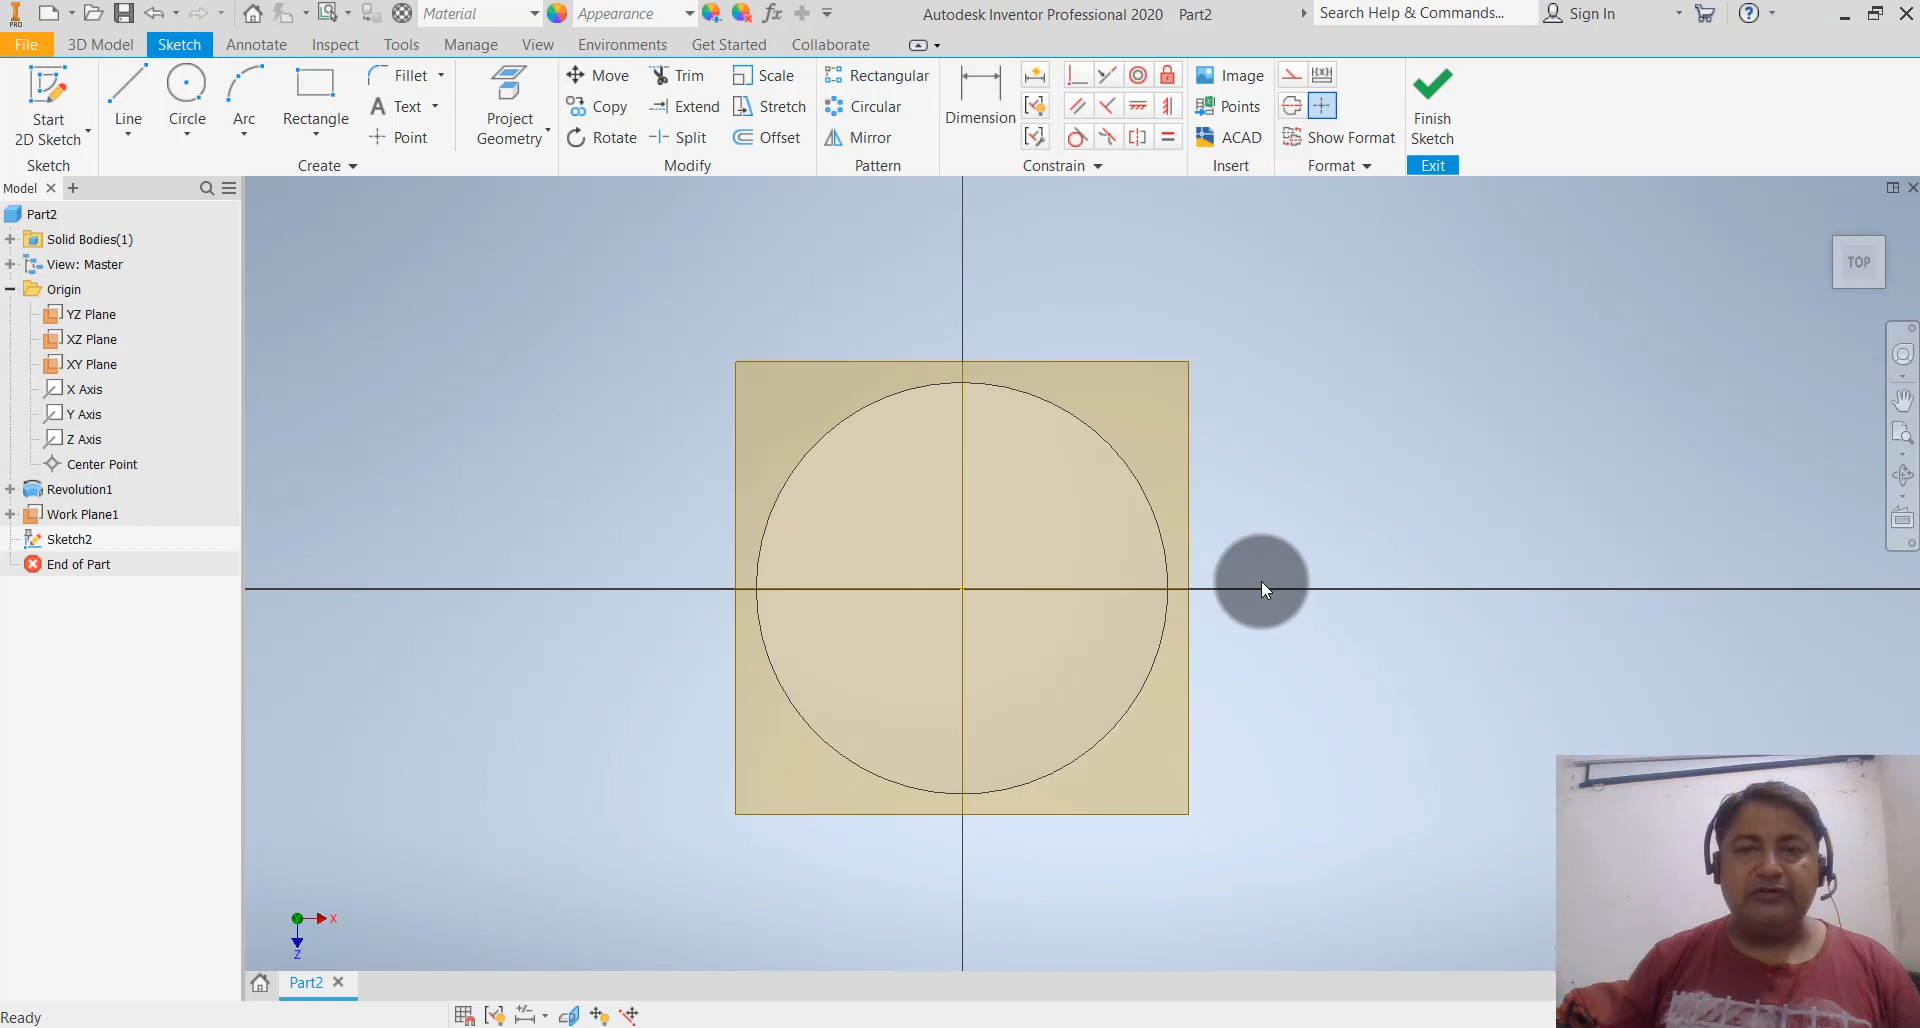 PRO
Material
Appearance
fx
Autodesk Inventor Professional 2020 Part2
Search Help & Commands...
Sign In
File
3D Model
Sketch
Annotate
Inspect
Tools
Manage
View
Environments
Get Started
Collaborate
Start
2D Sketch
Line
Circle
Arc
Rectangle
Fillet
Text
Point
Project
Geometry
Move
Copy
Rotate
Trim
Extend
Split
Scale
Stretch
Offset
Rectangular
Circular
Mirror
Dimension
Image
Points
ACAD
Show Format
Finish
Sketch
Sketch
Create
Modify
Pattern
Constrain
Insert
Format
Exit
Model
Part2
Solid Bodies(1)
View: Master
Origin
YZ Plane
XZ Plane
XY Plane
X Axis
Y Axis
Z Axis
Center Point
Revolution1
Work Plane1
Sketch2
End of Part
TOP
X
Z
Part2
Ready